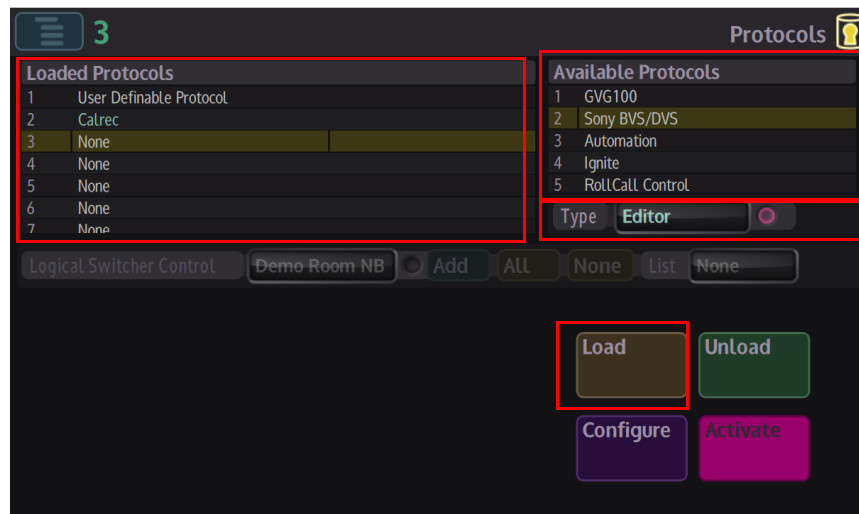 3
Protocols
Loaded Protocols
1 User Definable Protocol
2 Calrec
3 None
4 None
5 None
6 None
7 None
Available Protocols
1 GVG100
2 Sony BVS/DVS
3 Automation
4 Ignite
5 RollCall Control
Type Editor
Logical Switcher Control Demo Room NB Add All None List None
Load Unload
Configure Activate